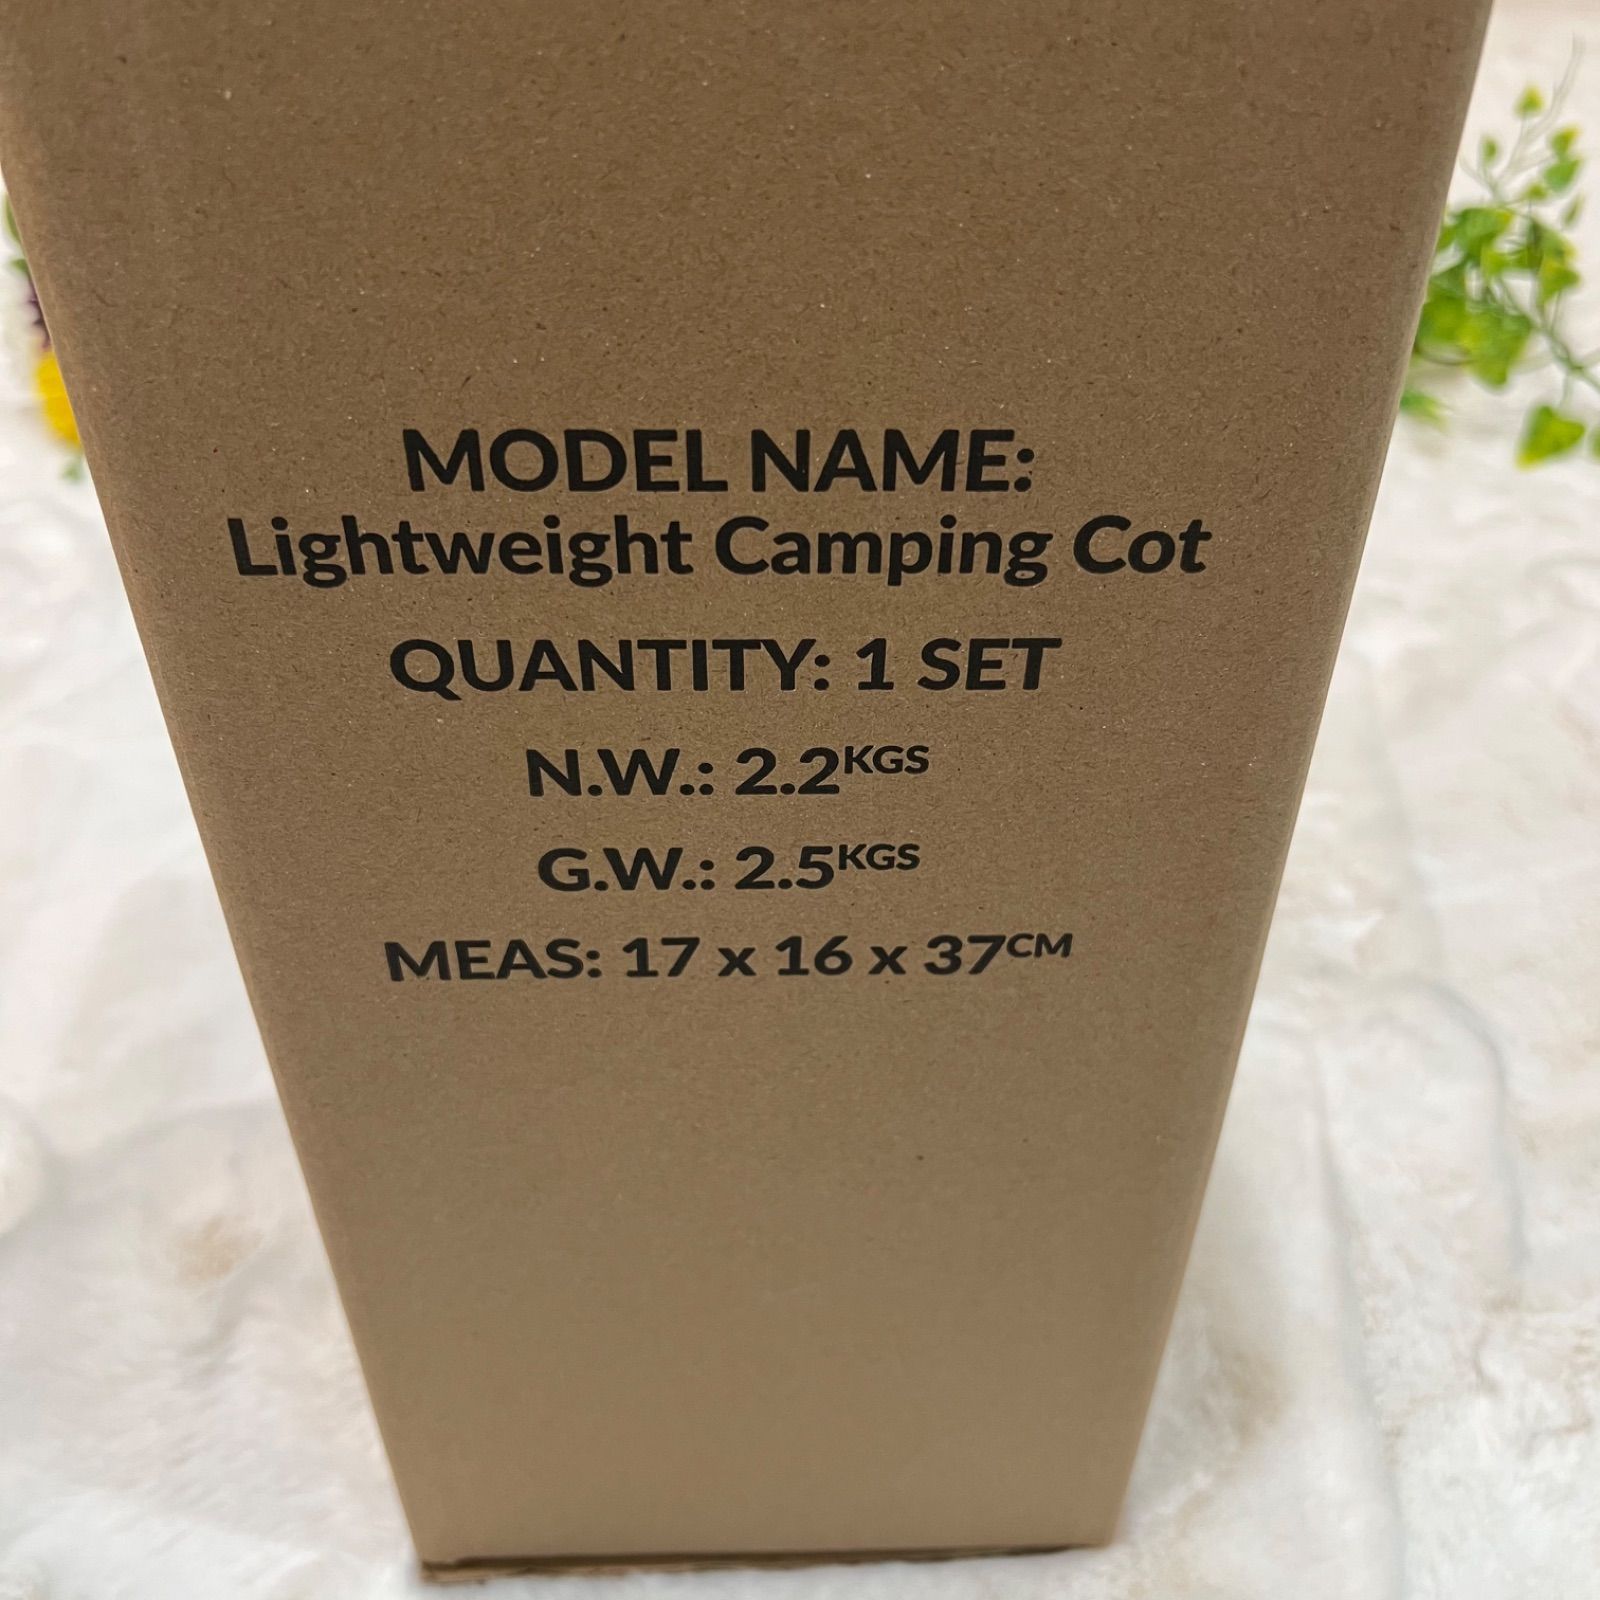 MODEL NAME:
Lightweight Camping Cot
QUANTITY: 1 SET
N.W.: 2.2KGS
G.W.: 2.5KGS
MEAS: 17 x 16 x 37CM